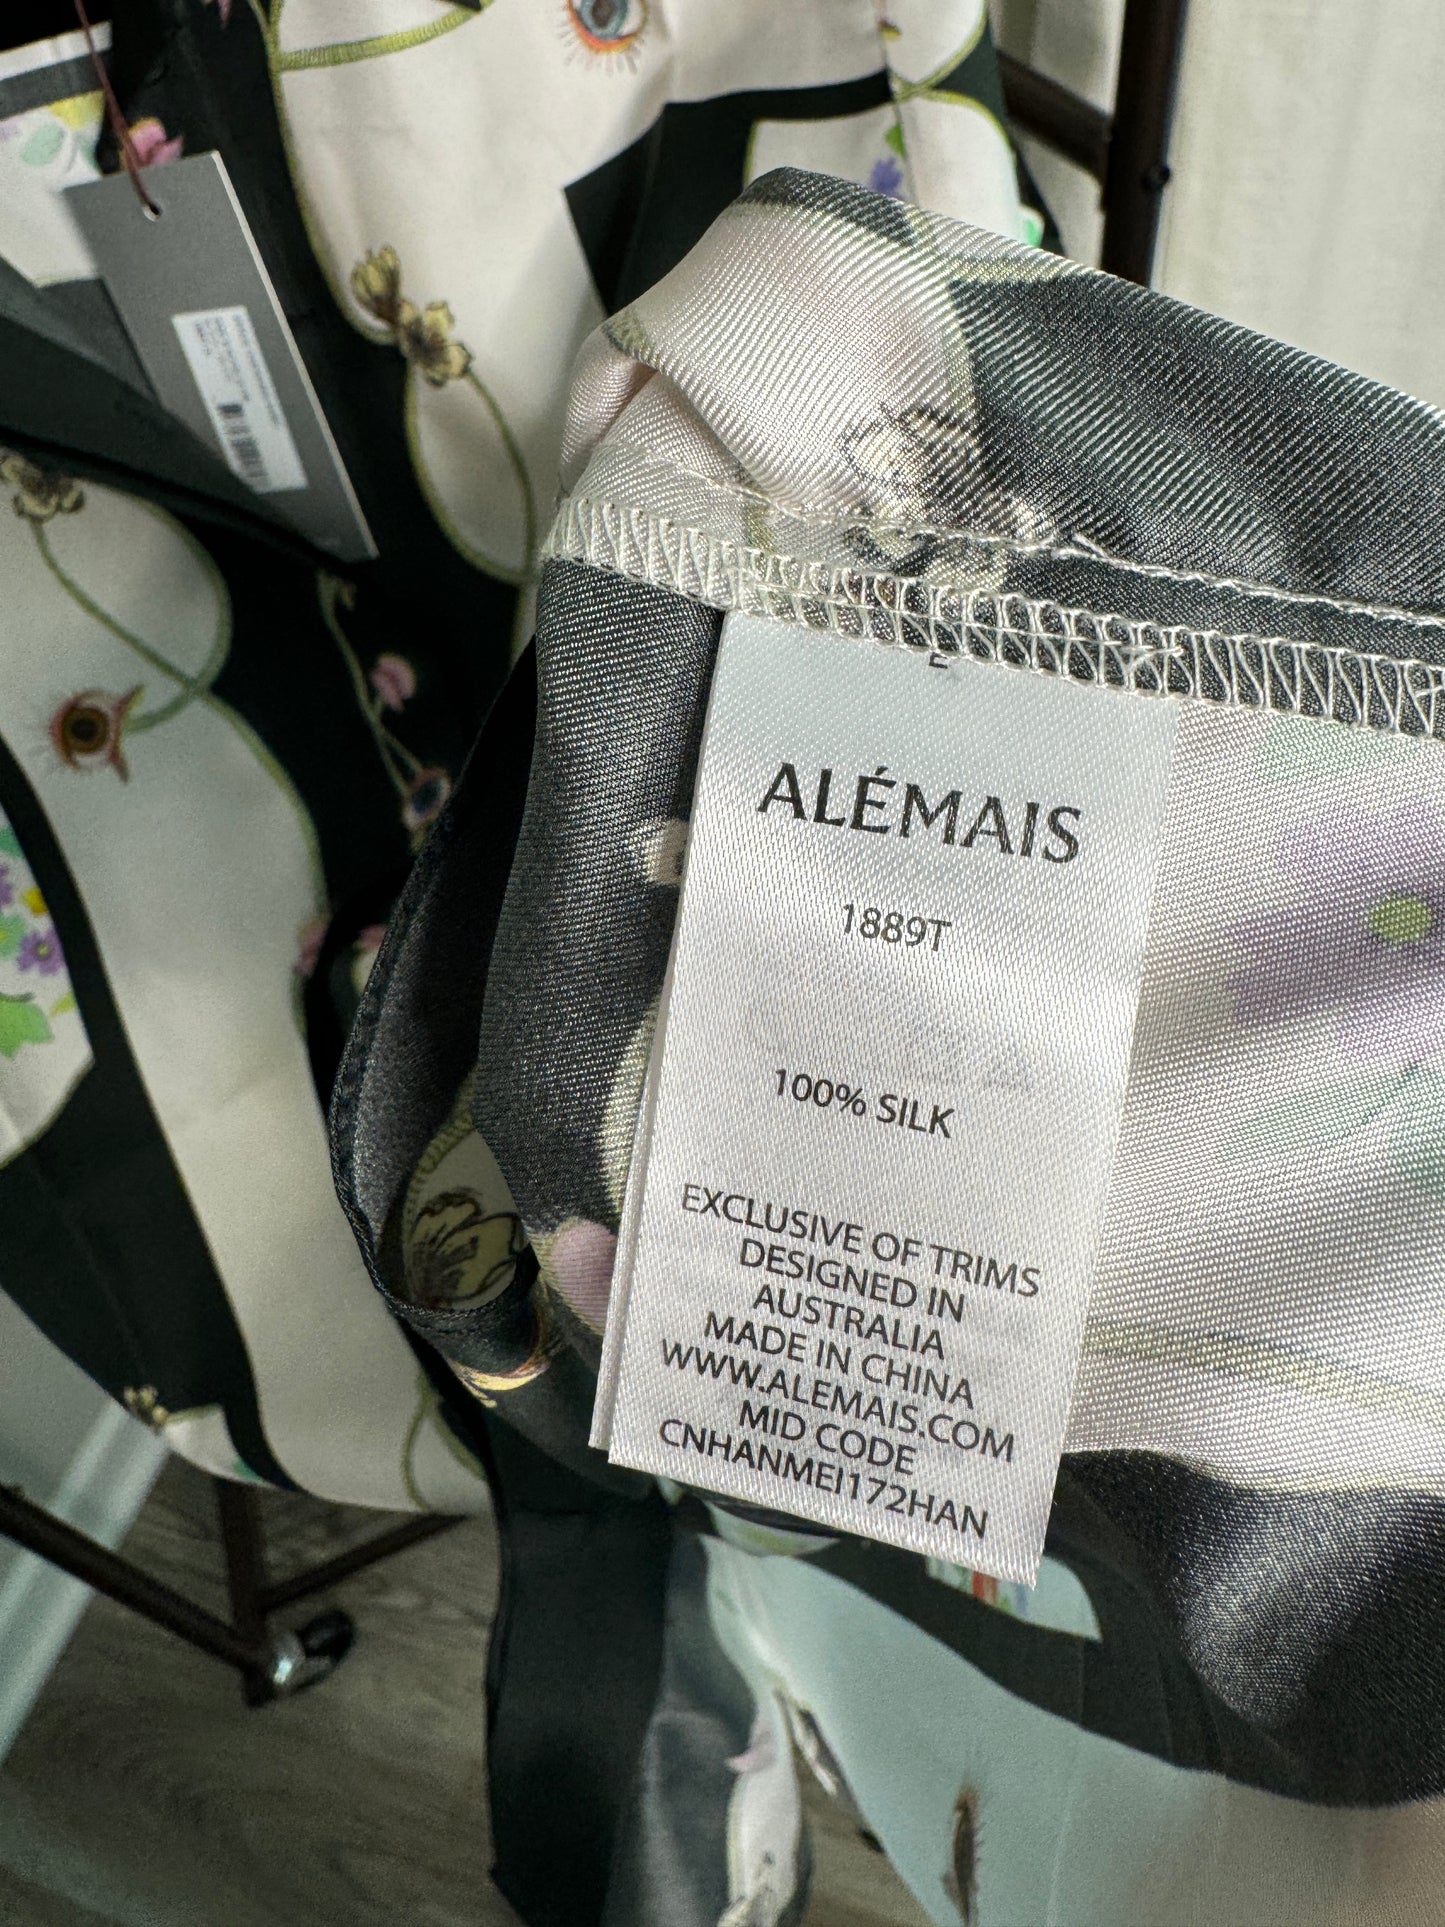 ALÉMAIS
1889T
100% SILK
EXCLUSIVE OF TRIMS
DESIGNED IN
AUSTRALIA
MADE IN CHINA
WWW.ALEMAIS.COM
MID CODE
CNHANMEI172HAN